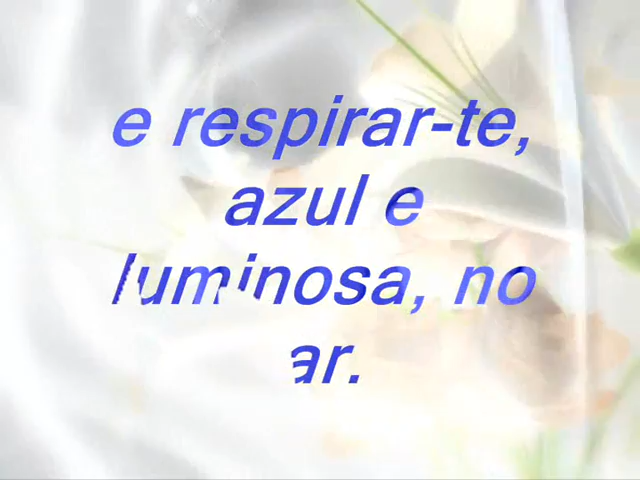 e respirar-te,
azul e
luminosa, no
ar.